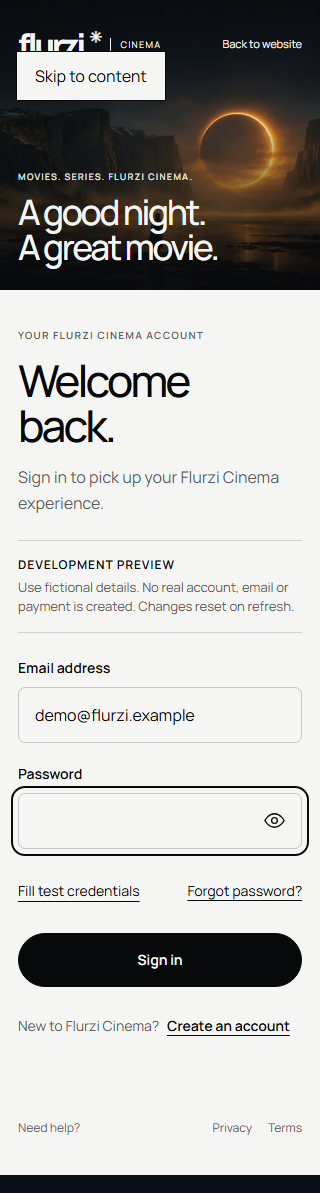 flurzi* | CINEMA
Back to website
Skip to content
MOVIES. SERIES. FLURZI CINEMA.
A good night.
A great movie.
YOUR FLURZI CINEMA ACCOUNT
Welcome
back.
Sign in to pick up your Flurzi Cinema
experience.
DEVELOPMENT PREVIEW
Use fictional details. No real account, email or
payment is created. Changes reset on refresh.
Email address
demo@flurzi.example
Password
Fill test credentials
Forgot password?
Sign in
New to Flurzi Cinema? Create an account
Need help?
Privacy
Terms